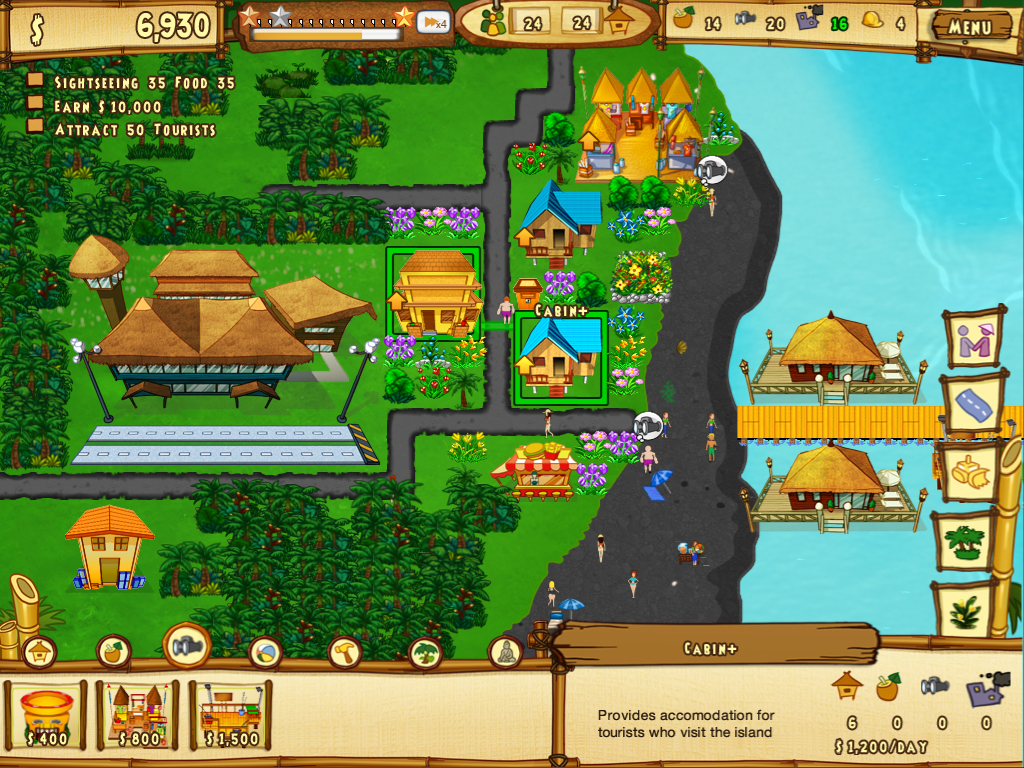 $ 6,930
x4
24 24
14 20 16 4
MENU
SIGHTSEEING 35 FOOD 35
EARN $ 10,000
ATTRACT 50 TOURISTS
CABIN+
CABIN+
$ 400 $ 800 $ 1,500
Provides accomodation for
tourists who visit the island
6 0 0 0
$ 1,200/DAY